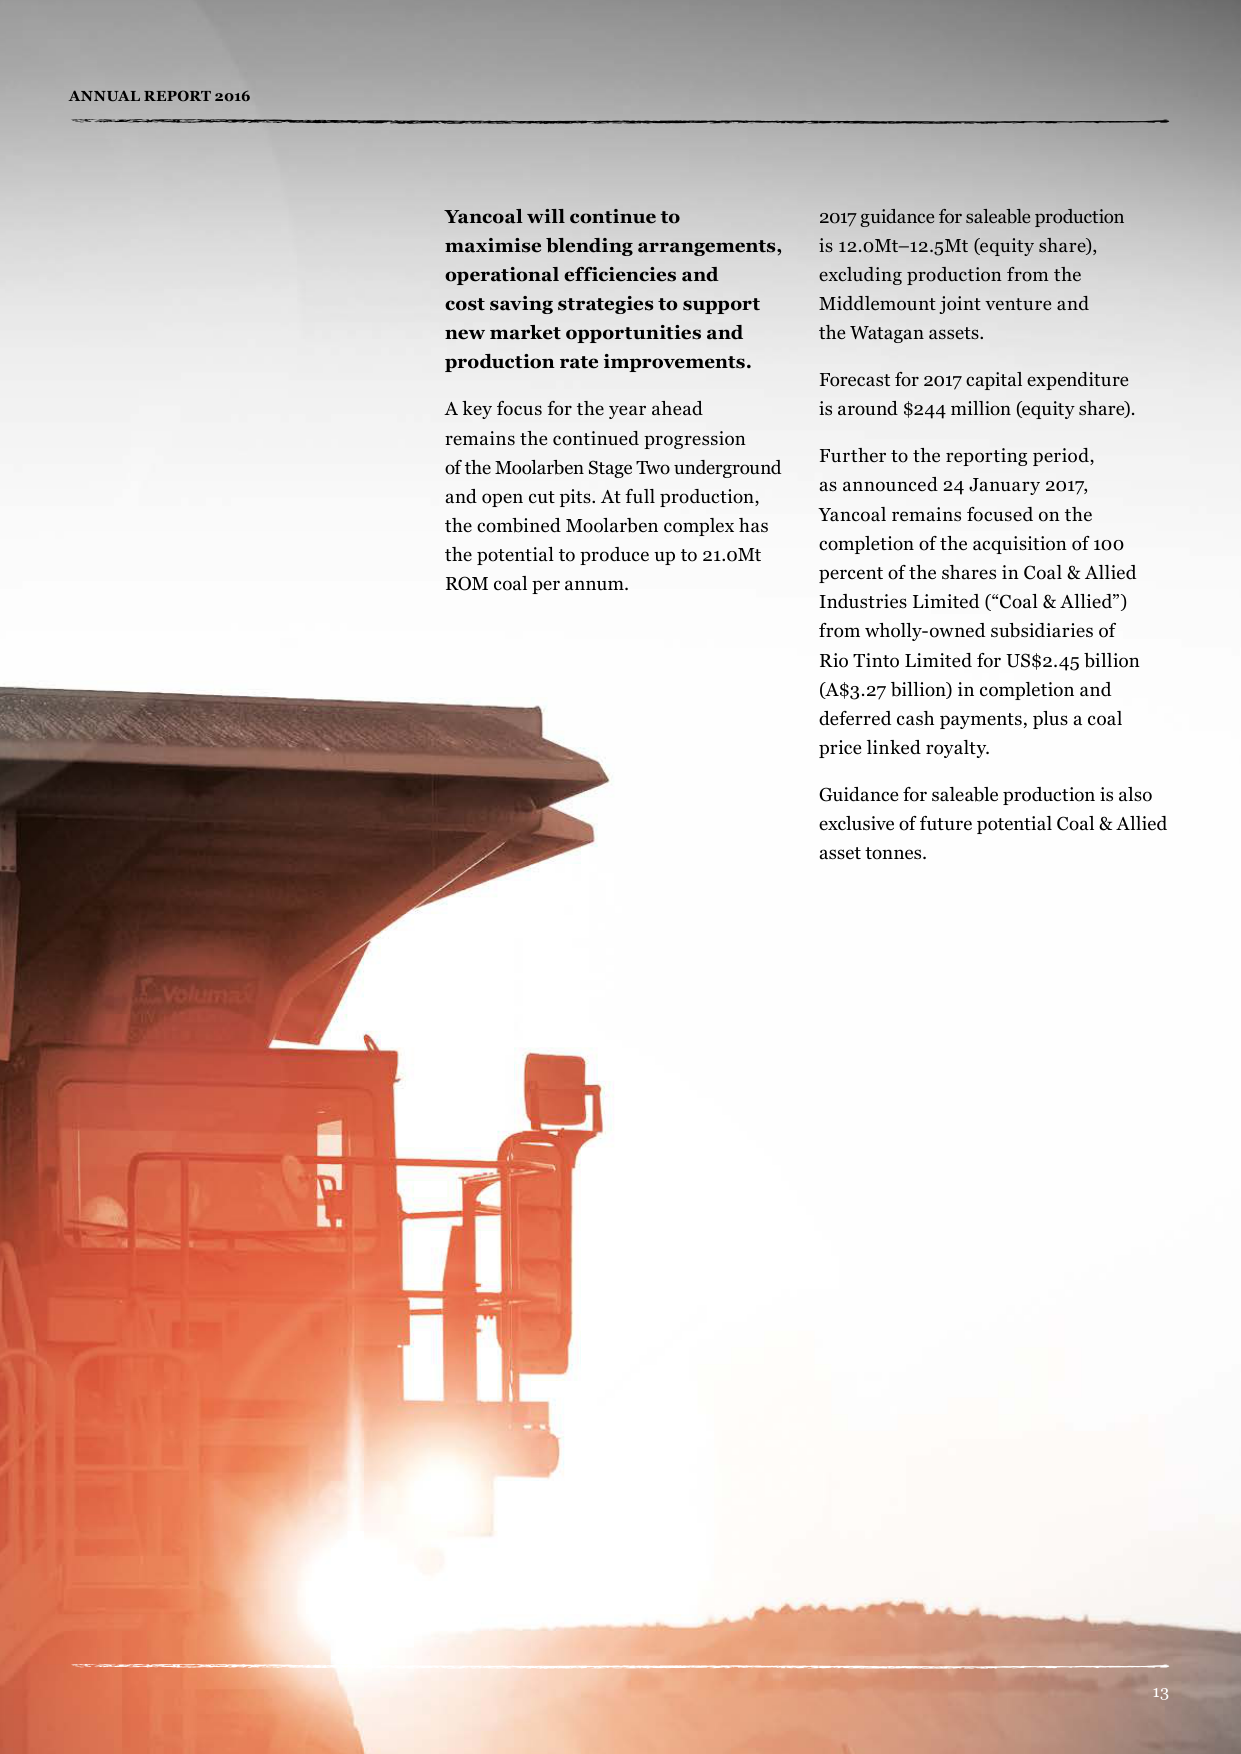 ANNUAL REPORT 2016
Yancoal will continue to
maximise blending arrangements,
operational efficiencies and
cost saving strategies to support
new market opportunities and
production rate improvements.
A key focus for the year ahead
remains the continued progression
of the Moolarben Stage Two underground
and open cut pits. At full production,
the combined Moolarben complex has
the potential to produce up to 21.0Mt
ROM coal per annum.
2017 guidance for saleable production
is 12.0Mt–12.5Mt (equity share),
excluding production from the
Middlemount joint venture and
the Watagan assets.
Forecast for 2017 capital expenditure
is around $244 million (equity share).
Further to the reporting period,
as announced 24 January 2017,
Yancoal remains focused on the
completion of the acquisition of 100
percent of the shares in Coal & Allied
Industries Limited (“Coal & Allied”)
from wholly-owned subsidiaries of
Rio Tinto Limited for US$2.45 billion
(A$3.27 billion) in completion and
deferred cash payments, plus a coal
price linked royalty.
Guidance for saleable production is also
exclusive of future potential Coal & Allied
asset tonnes.
Volumax
13